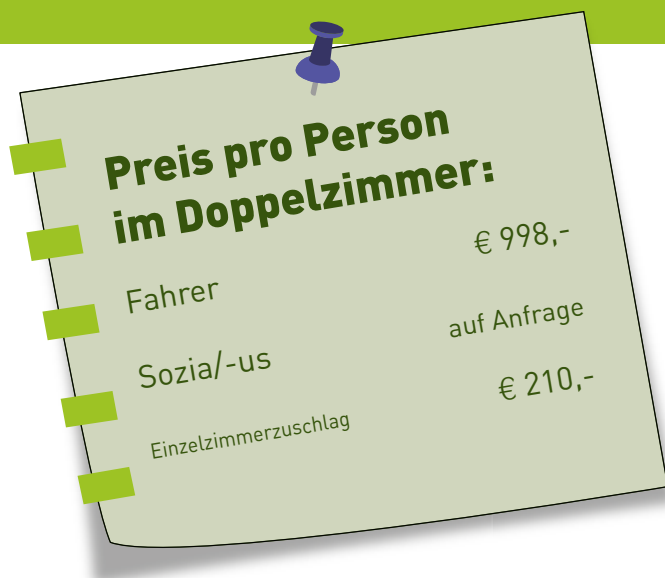 Preis pro Person
im Doppelzimmer:
Fahrer € 998,-
Sozia/-us auf Anfrage
Einzelzimmerzuschlag € 210,-